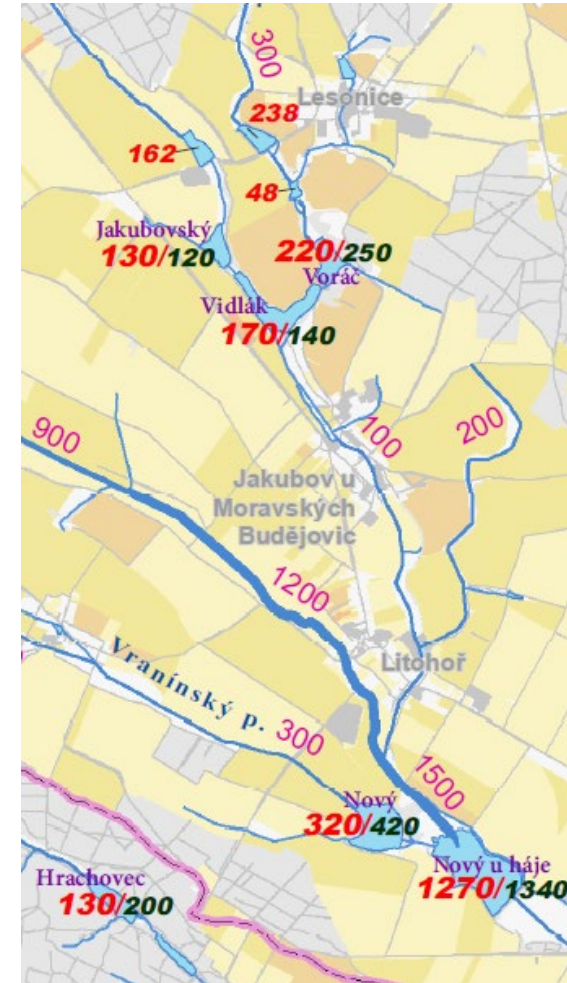 300
Lesonice
238
162
48
Jakubovský
130/120
220/250
Voráč
Vidlák
170/140
900
100
200
Jakubov u
Moravských
Budějovic
1200
Litohoř
Vranínský p.
300
1500
Nový
320/420
Nový u háje
1270/1340
Hrachovec
130/200